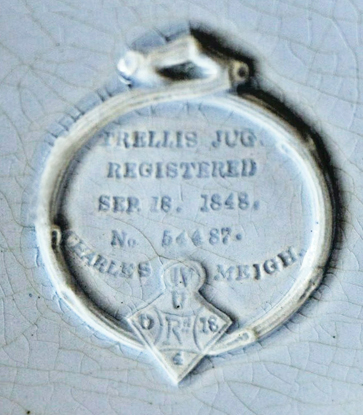 TRELLIS JUG.
REGISTERED
SEP. 18. 1848.
No 54487.
CHARLES MEIGH.
IV
U
D Rd 18
4